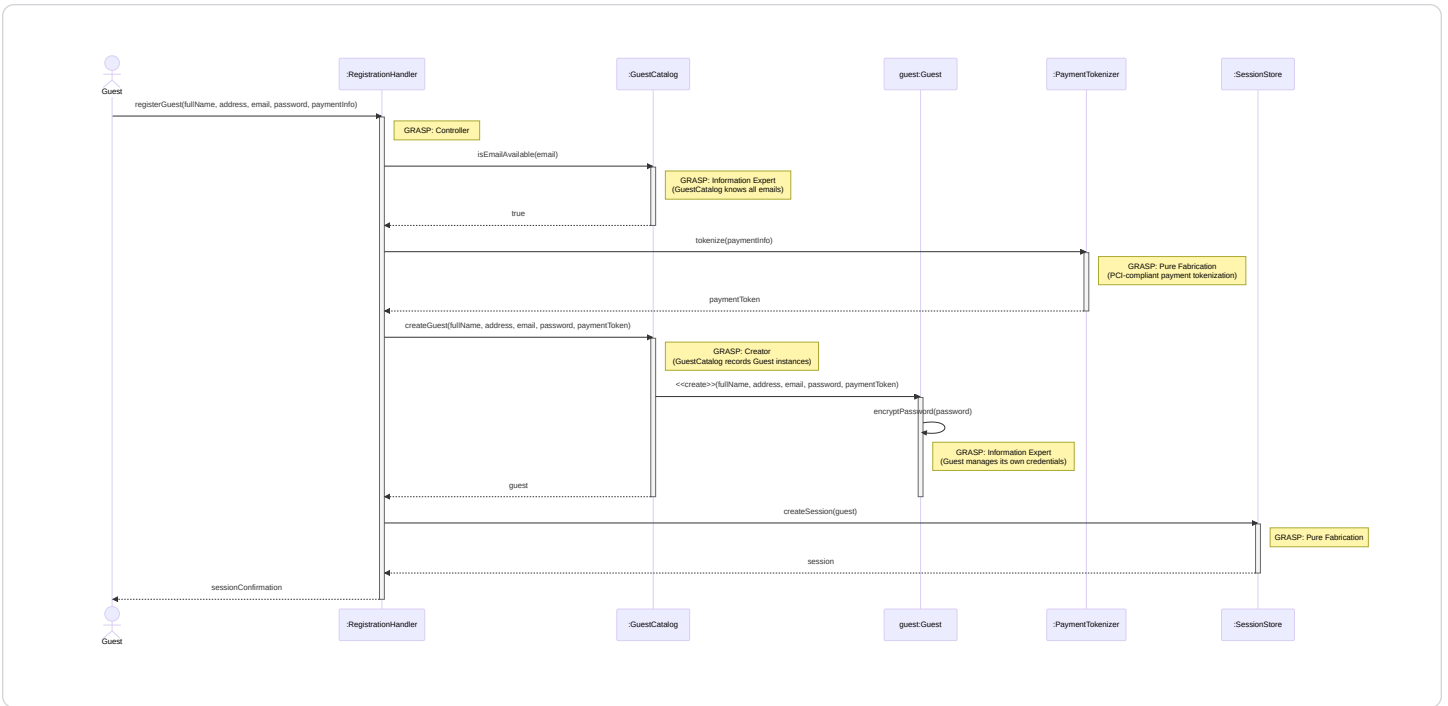 :RegistrationHandler
:GuestCatalog
guest:Guest
:PaymentTokenizer
:SessionStore
Guest
registerGuest(fullName, address, email, password, paymentInfo)
GRASP: Controller
isEmailAvailable(email)
GRASP: Information Expert
(GuestCatalog knows all emails)
true
tokenize(paymentInfo)
GRASP: Pure Fabrication
(PCI-compliant payment tokenization)
paymentToken
createGuest(fullName, address, email, password, paymentToken)
GRASP: Creator
(GuestCatalog records Guest instances)
<<create>>(fullName, address, email, password, paymentToken)
encryptPassword(password)
GRASP: Information Expert
(Guest manages its own credentials)
guest
createSession(guest)
GRASP: Pure Fabrication
session
sessionConfirmation
:RegistrationHandler
:GuestCatalog
guest:Guest
:PaymentTokenizer
:SessionStore
Guest